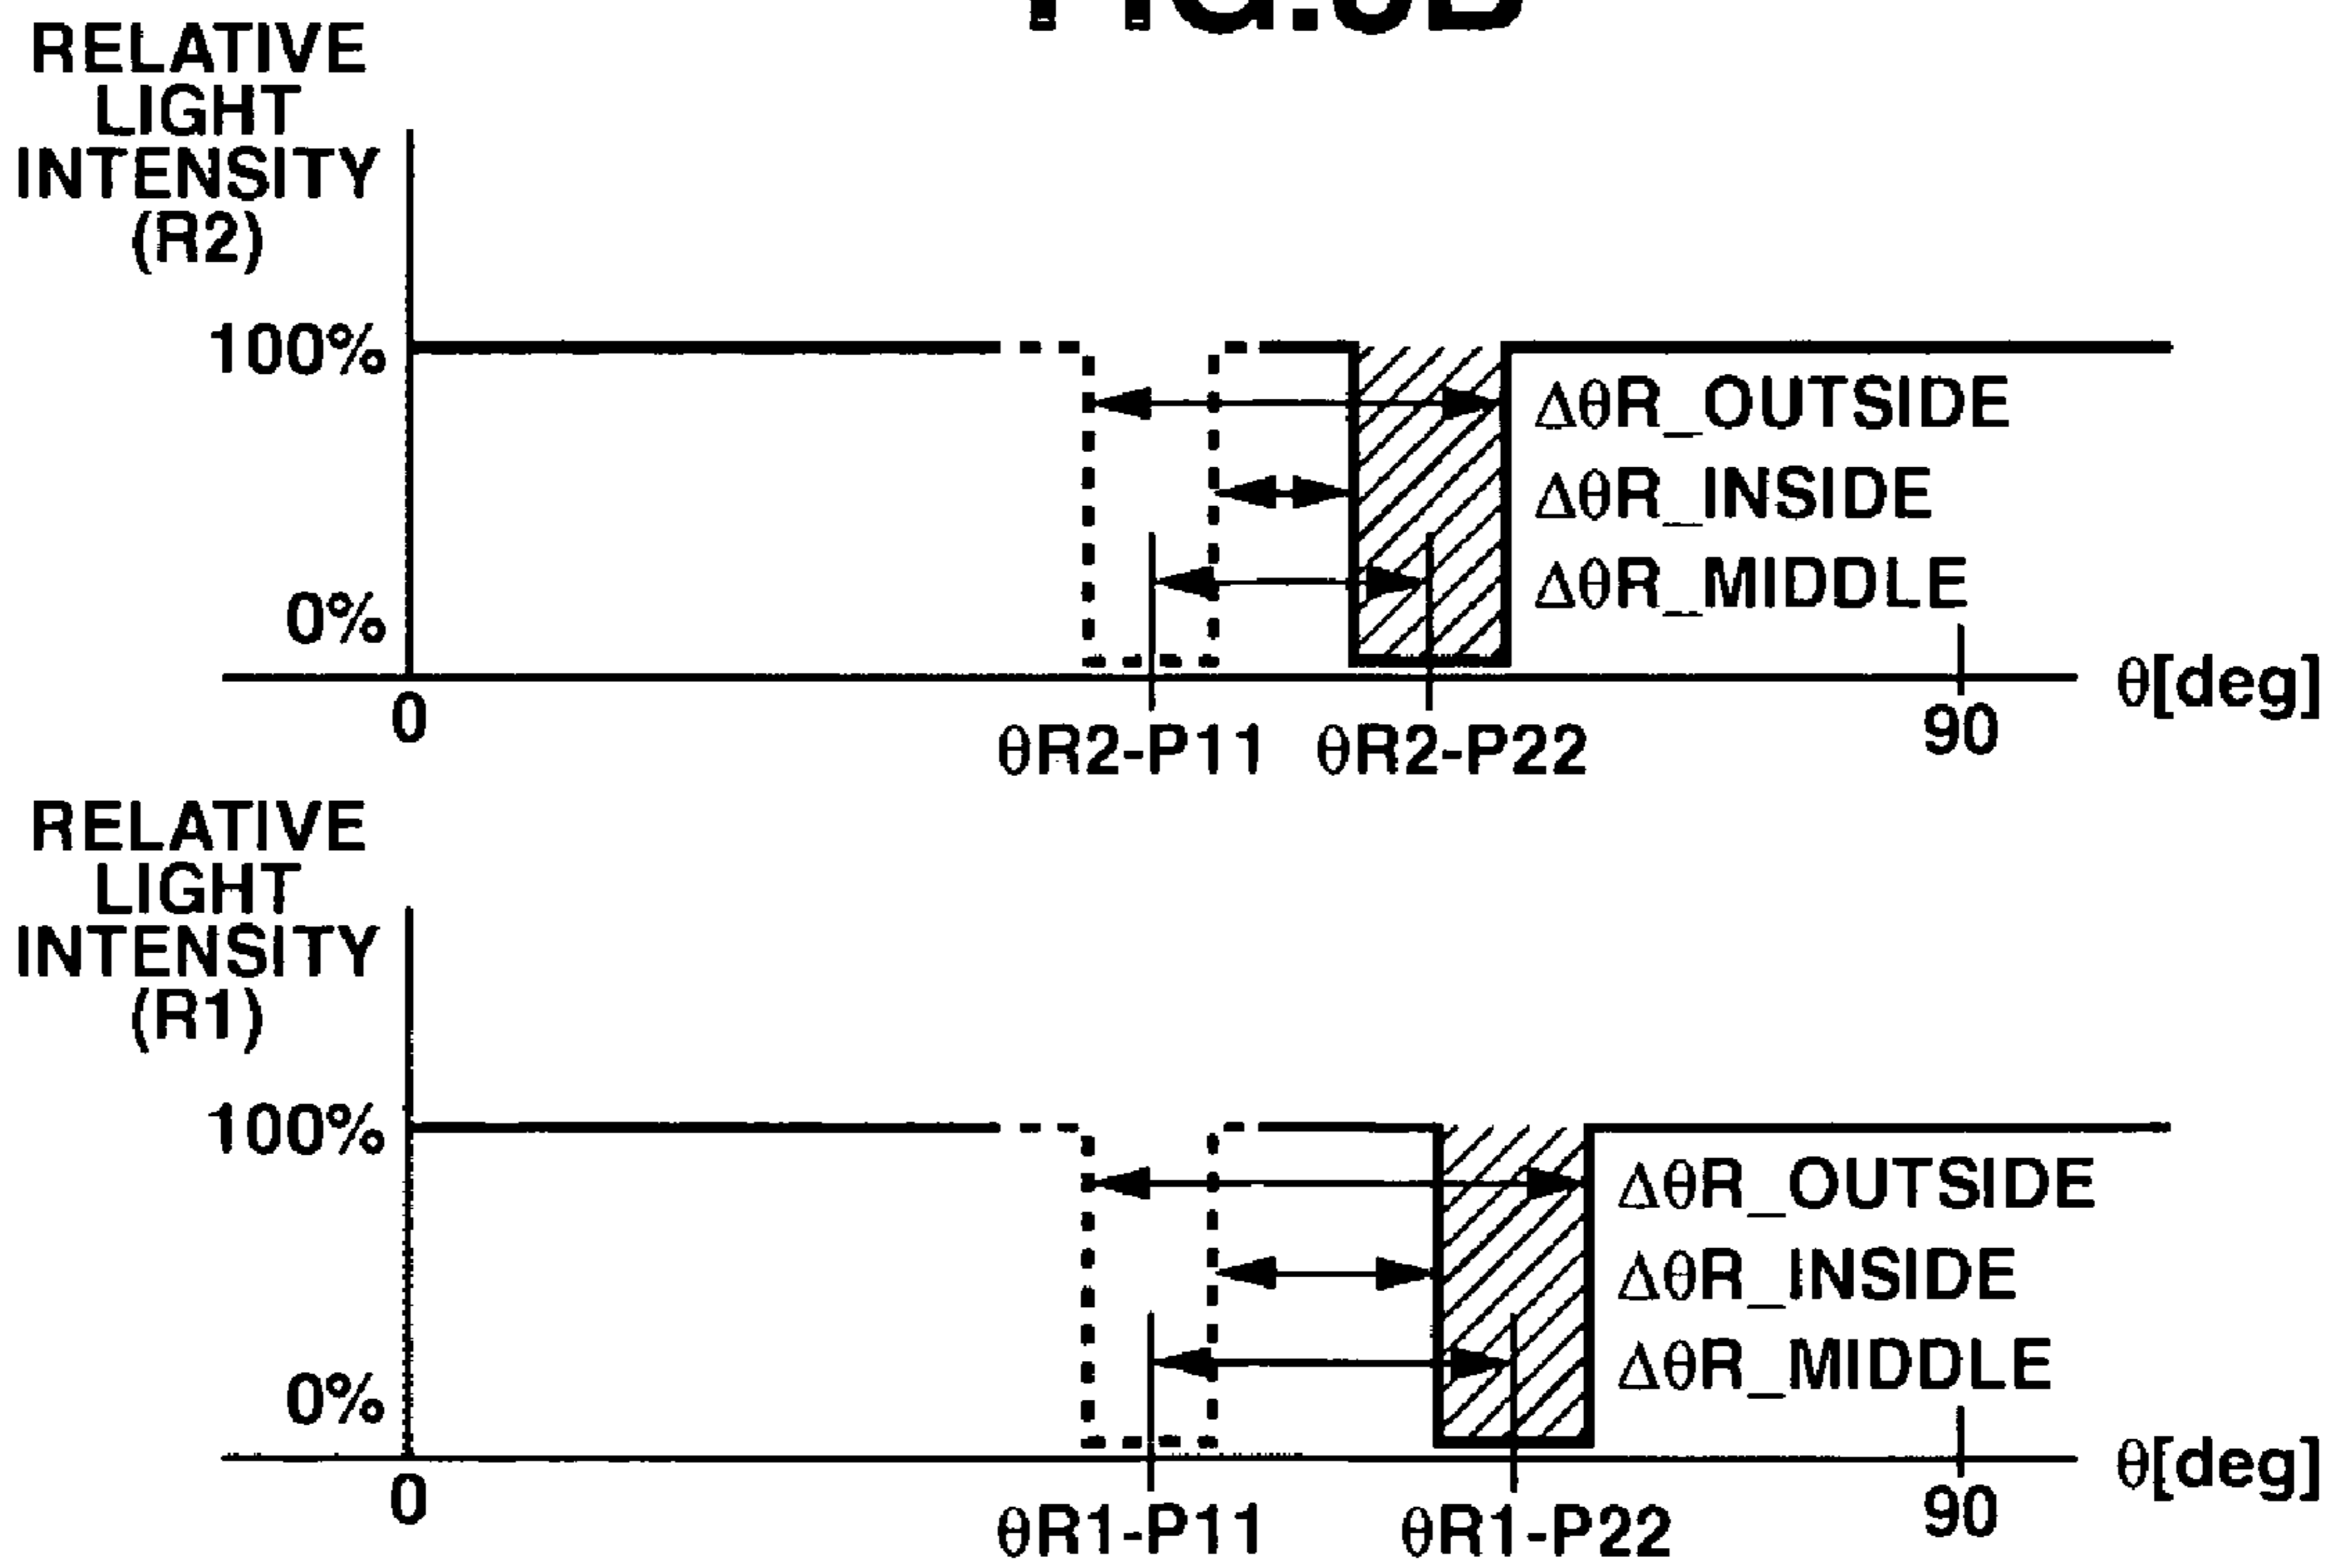 RELATIVE
LIGHT
INTENSITY
(R2)
100%
ΔθR_OUTSIDE
ΔθR_INSIDE
ΔθR_MIDDLE
0%
θ[deg]
0
θR2-P11
θR2-P22
90
RELATIVE
LIGHT
INTENSITY
(R1)
100%
ΔθR_OUTSIDE
ΔθR_INSIDE
ΔθR_MIDDLE
0%
θ[deg]
0
θR1-P11
θR1-P22
90